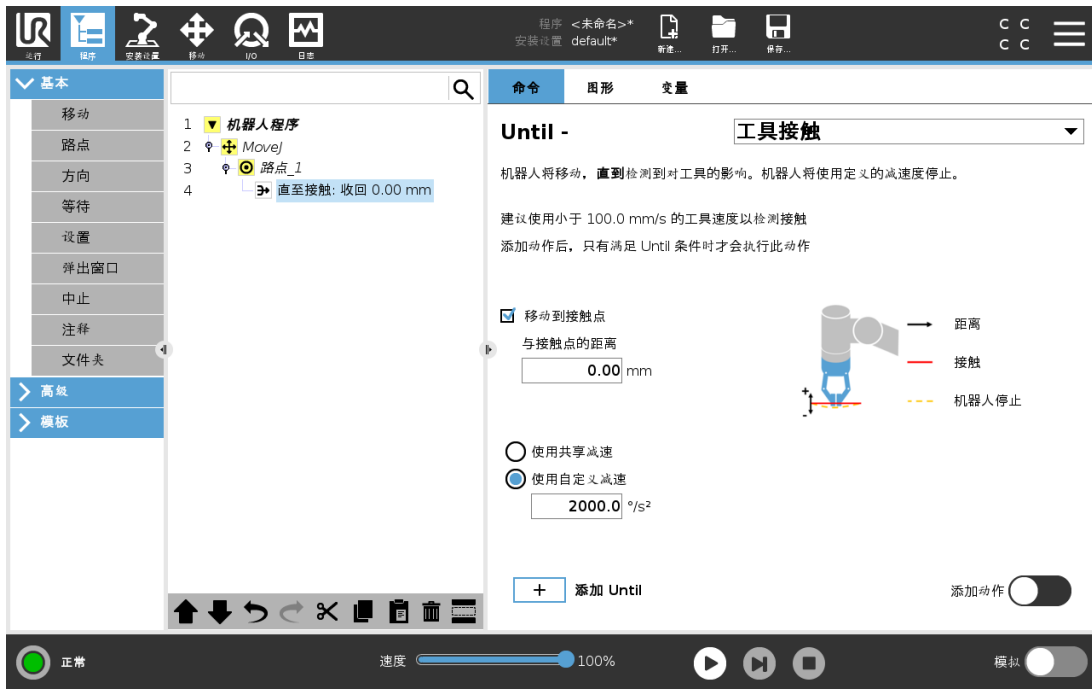 UR
运行
程序
安装设置
移动
I/O
日志
程序 <未命名>*
安装设置 default*
新建...
打开...
保存...
C C
C C
基本
移动
路点
方向
等待
设置
弹出窗口
中止
注释
文件夹
高级
模板
1 机器人程序
2 MoveJ
3 路点_1
4 直至接触: 收回 0.00 mm
命令 图形 变量
Until - 工具接触
机器人将移动，直到检测到对工具的影响。机器人将使用定义的减速度停止。
建议使用小于 100.0 mm/s 的工具速度以检测接触
添加动作后，只有满足 Until 条件时才会执行此动作
移动到接触点
与接触点的距离
0.00 mm
+
-
距离
接触
机器人停止
使用共享减速
使用自定义减速
2000.0 °/s²
+ 添加 Until
添加动作
正常
速度 100%
模拟